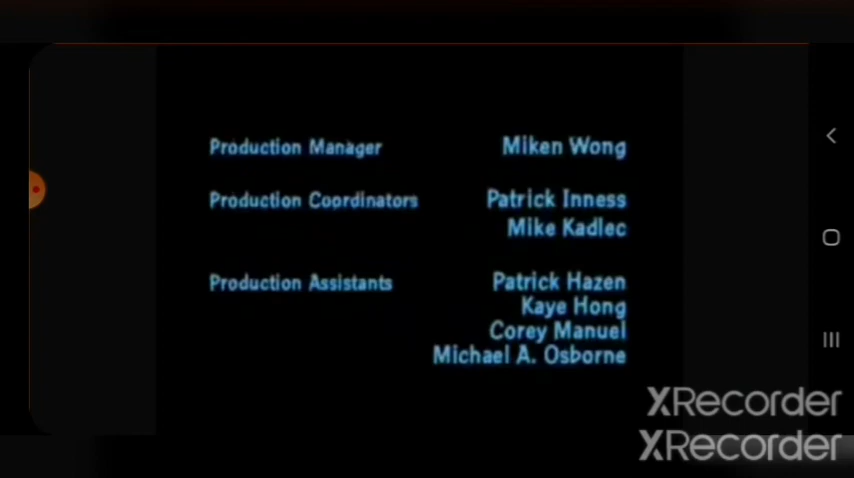 Production Manager Miken Wong
Production Coordinators Patrick Inness
Mike Kadlec
Production Assistants Patrick Hazen
Kaye Hong
Corey Manuel
Michael A. Osborne
XRecorder
XRecorder